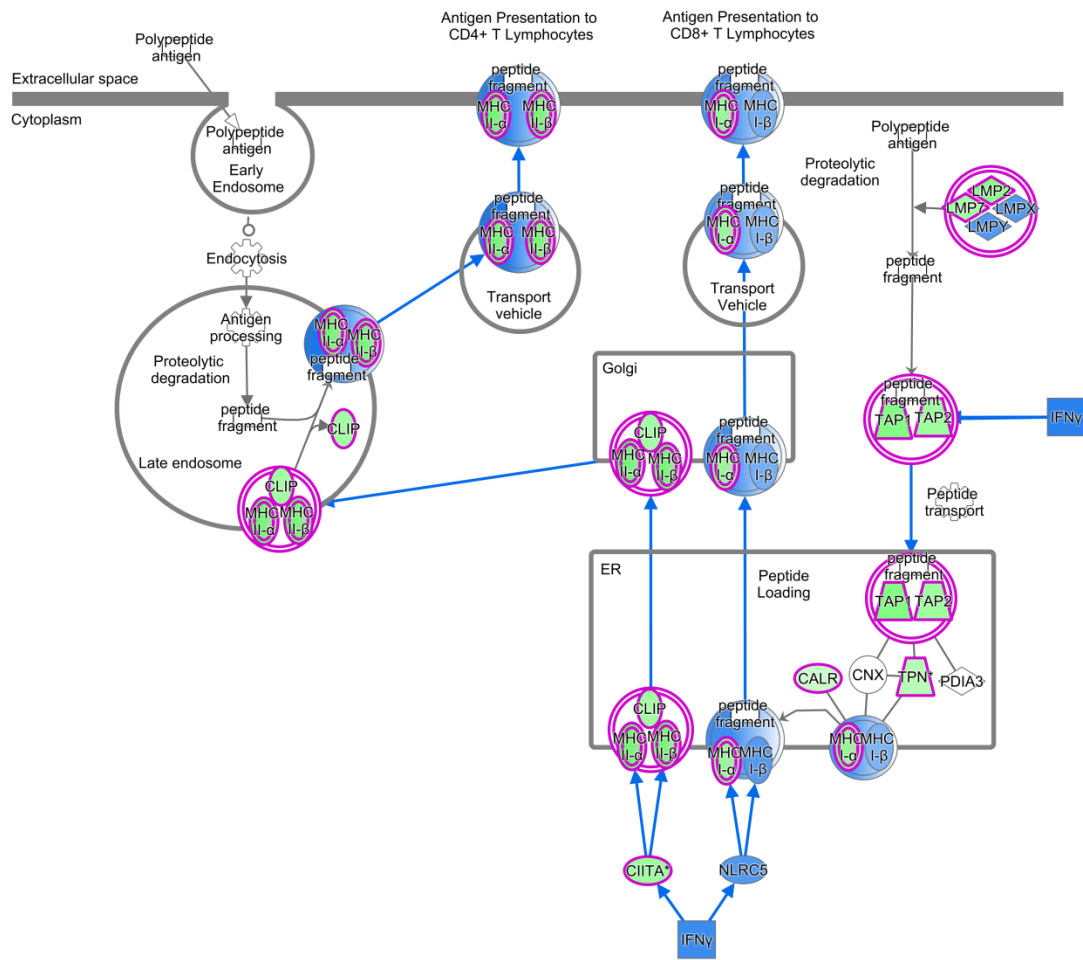 Antigen Presentation to
CD4+ T Lymphocytes
Antigen Presentation to
CD8+ T Lymphocytes
Polypeptide
antigen
Extracellular space
Cytoplasm
peptide
fragment
MHC
II-α
MHC
II-β
peptide
fragment
MHC
I-α
MHC
I-β
Polypeptide
antigen
Early
Endosome
Polypeptide
antigen
Proteolytic
degradation
LMP2
LMP7
LMPX
LMPY
peptide
fragment
MHC
II-α
MHC
II-β
Transport
vehicle
peptide
fragment
MHC
I-α
MHC
I-β
Transport
Vehicle
Endocytosis
peptide
fragment
Antigen
processing
MHC
II-α
MHC
II-β
peptide
fragment
Proteolytic
degradation
peptide
fragment
CLIP
Late endosome
CLIP
MHC
II-α
MHC
II-β
Golgi
CLIP
MHC
II-α
MHC
II-β
peptide
fragment
MHC
I-α
MHC
I-β
peptide
fragment
TAP1
TAP2
IFNγ
Peptide
transport
ER
Peptide
Loading
peptide
fragment
TAP1
TAP2
CALR
CNX
TPN*
PDIA3
CLIP
MHC
II-α
MHC
II-β
peptide
fragment
MHC
I-α
MHC
I-β
MHC
I-α
MHC
I-β
CIITA*
NLRC5
IFNγ